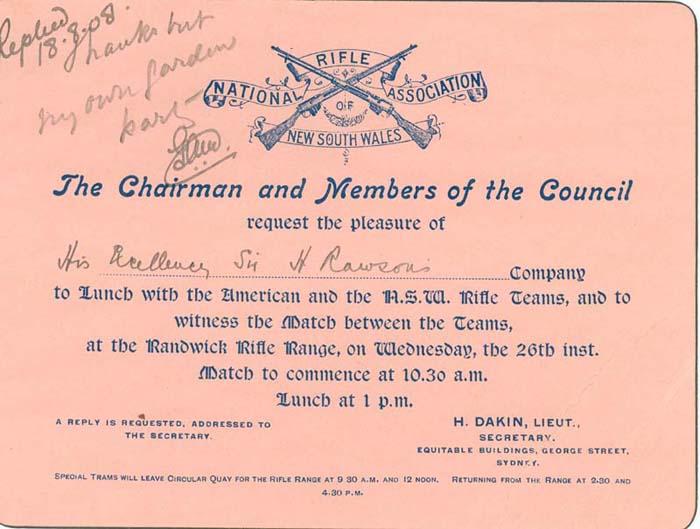 Replied
18.8.08.
Thanks but
my own garden
party
NATIONAL RIFLE ASSOCIATION
OF
NEW SOUTH WALES
The Chairman and Members of the Council
request the pleasure of
His Excellency Sir H Rawson's Company
to Lunch with the American and the N.S.W. Rifle Teams, and to
witness the Match between the Teams,
at the Randwick Rifle Range, on Wednesday, the 26th inst.
Match to commence at 10.30 a.m.
Lunch at 1 p.m.
A REPLY IS REQUESTED, ADDRESSED TO
THE SECRETARY.
H. DAKIN, LIEUT.,
SECRETARY.
EQUITABLE BUILDINGS, GEORGE STREET,
SYDNEY.
SPECIAL TRAMS WILL LEAVE CIRCULAR QUAY FOR THE RIFLE RANGE AT 9 30 A.M. AND 12 NOON. RETURNING FROM THE RANGE AT 2.30 AND
4.30 P.M.